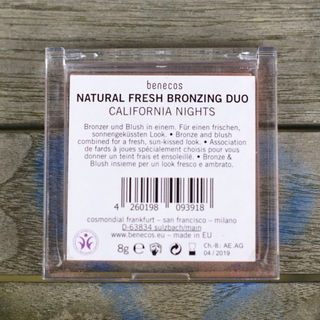 benecos
NATURAL FRESH BRONZING DUO
CALIFORNIA NIGHTS
Bronzer und Blush in einem. Für einen frischen,
sonnengeküssten Look. • Bronze and blush
combined for a fresh, sun-kissed look. • Association
de fards à joues spécialement choisis pour vous
donner un teint frais et ensoleillé. • Bronze &
Blush insieme per un look fresco e ambrato.
4 260198 093918
cosmondial frankfurt – san francisco – milano
D-63834 sulzbach/main
www.benecos.eu – made in EU
8g e
Ch.-B.: AE.AG
04 / 2019